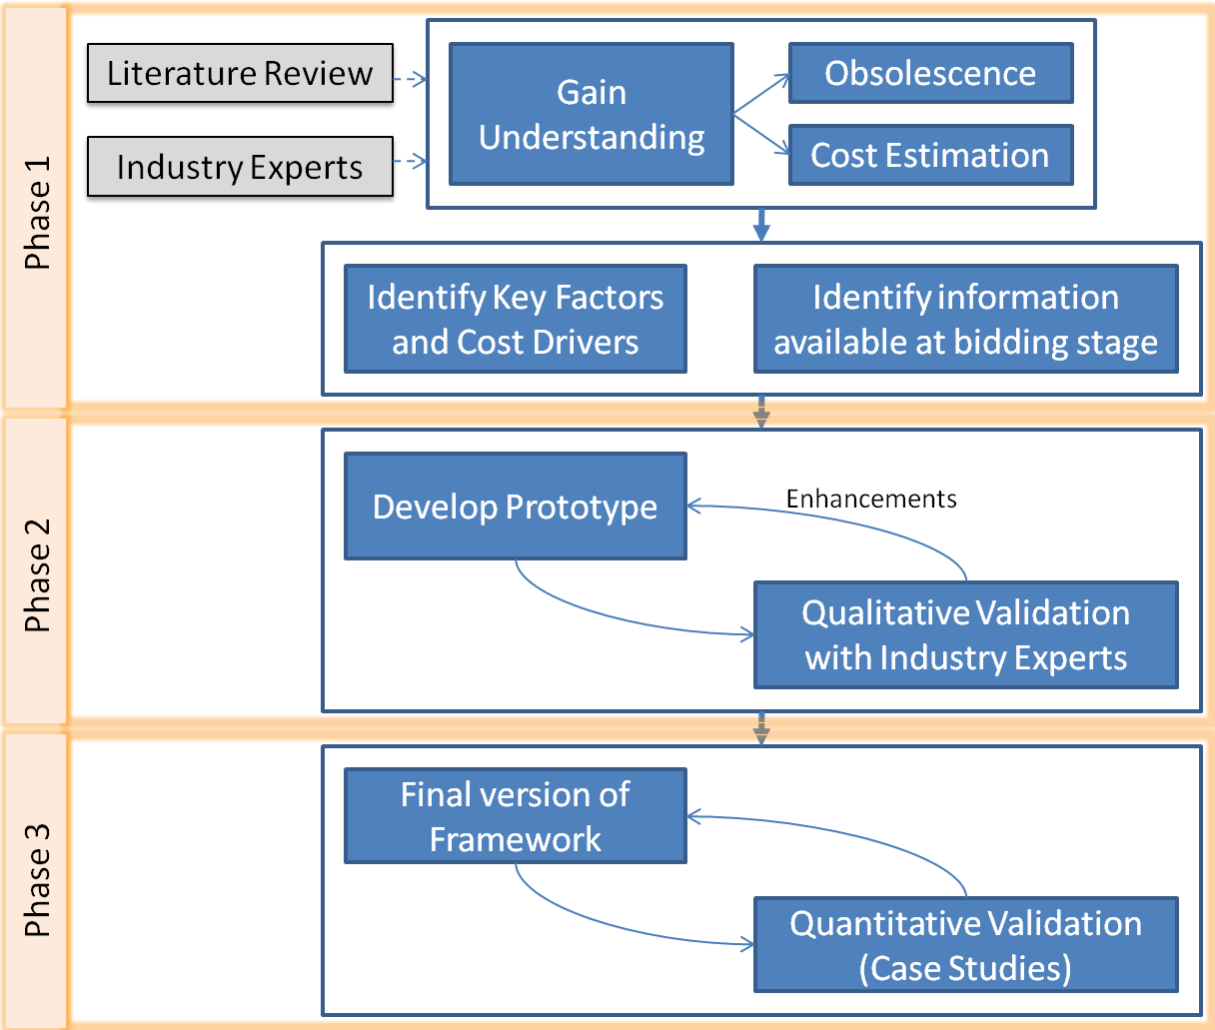 Phase 1
Literature Review
Industry Experts
Gain
Understanding
Obsolescence
Cost Estimation
Identify Key Factors
and Cost Drivers
Identify information
available at bidding stage
Phase 2
Develop Prototype
Enhancements
Qualitative Validation
with Industry Experts
Phase 3
Final version of
Framework
Quantitative Validation
(Case Studies)